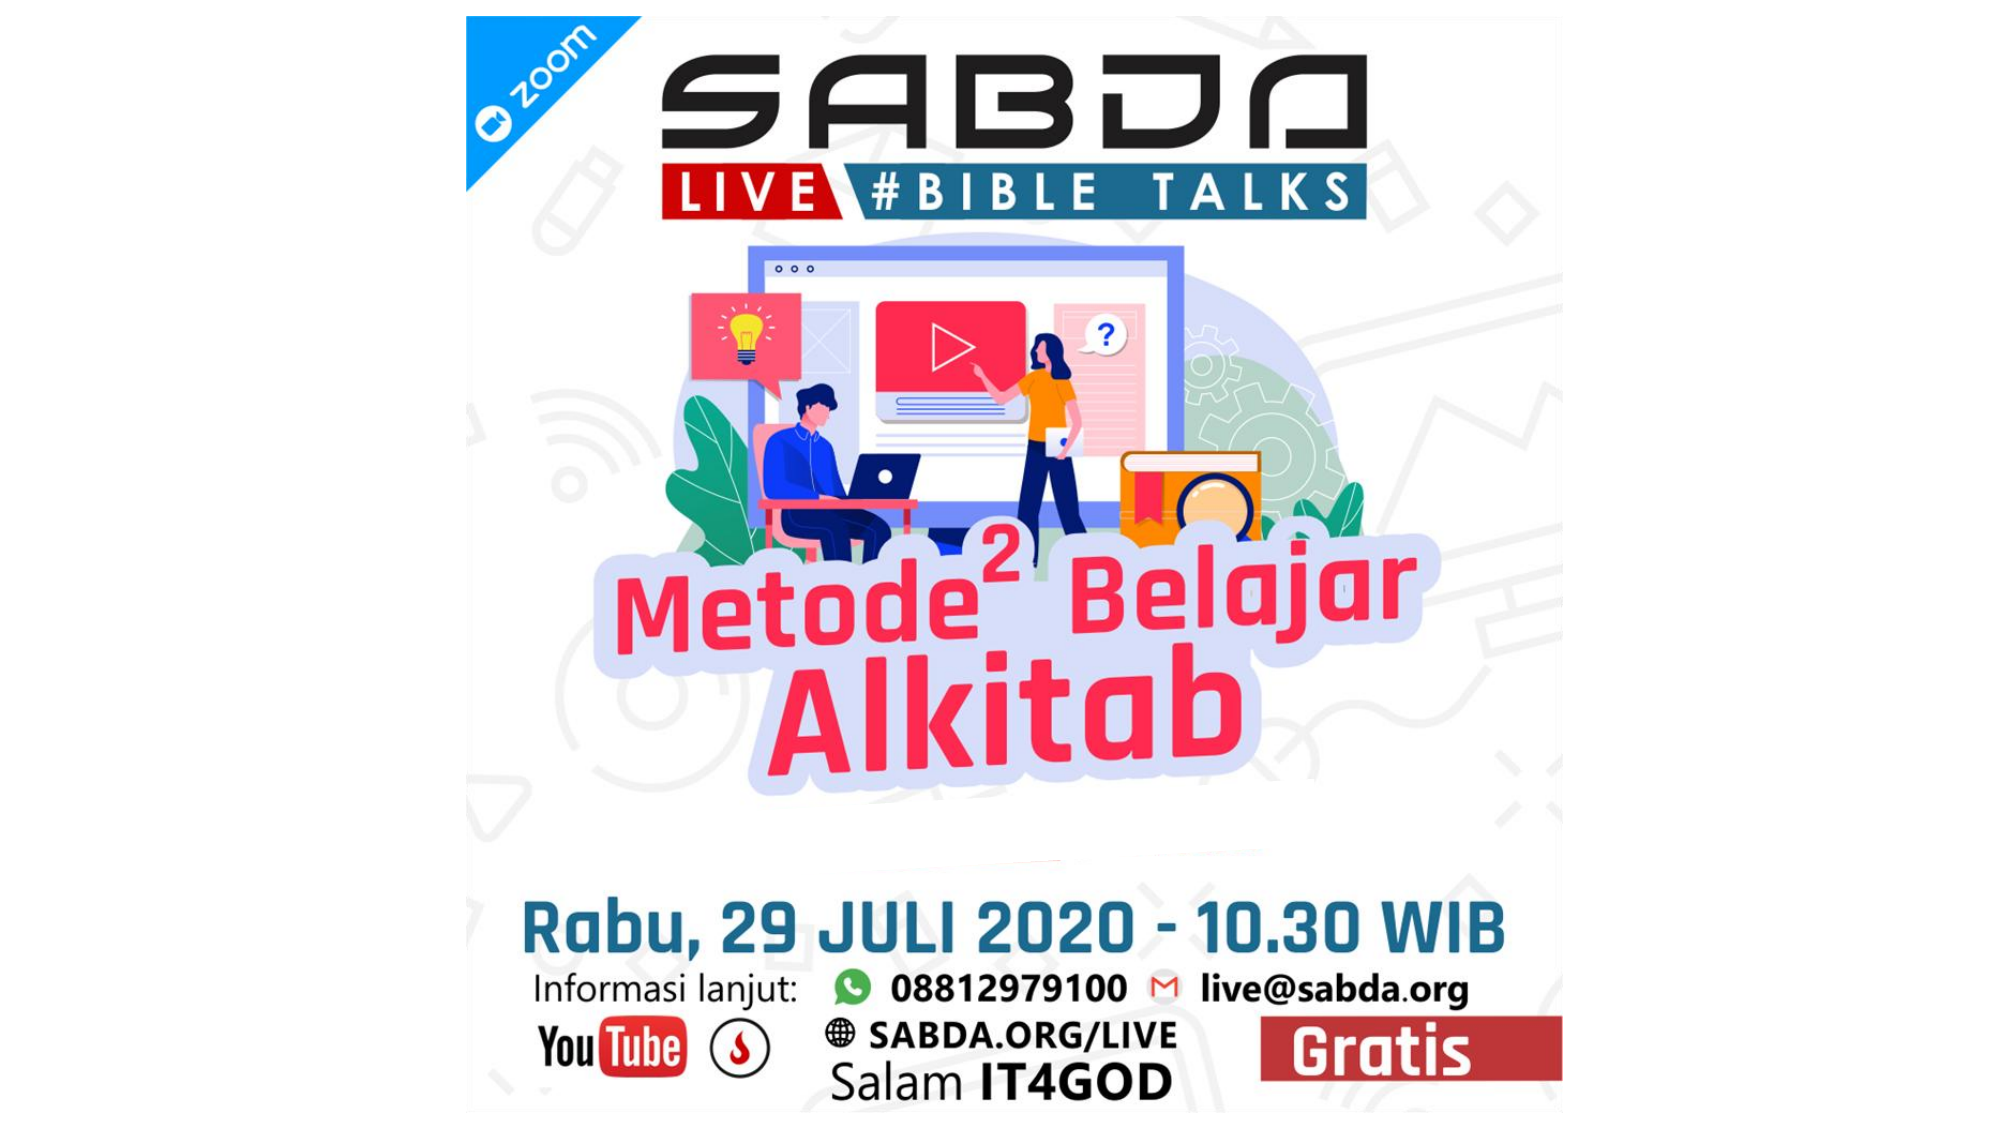 zoom
SABDA
LIVE #BIBLE TALKS
?
Metode² Belajar
Alkitab
Rabu, 29 JULI 2020 - 10.30 WIB
Informasi lanjut: 08812979100 live@sabda.org
YouTube SABDA.ORG/LIVE Gratis
Salam IT4GOD